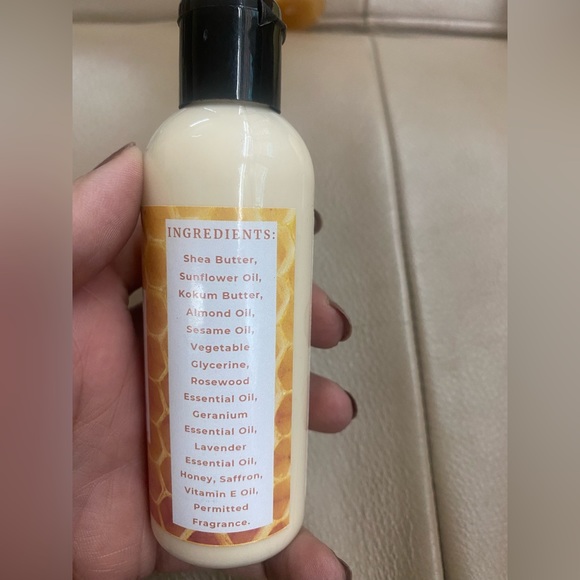 INGREDIENTS:
Shea Butter,
Sunflower Oil,
Kokum Butter,
Almond Oil,
Sesame Oil,
Vegetable
Glycerine,
Rosewood
Essential Oil,
Geranium
Essential Oil,
Lavender
Essential Oil,
Honey, Saffron,
Vitamin E Oil,
Permitted
Fragrance.